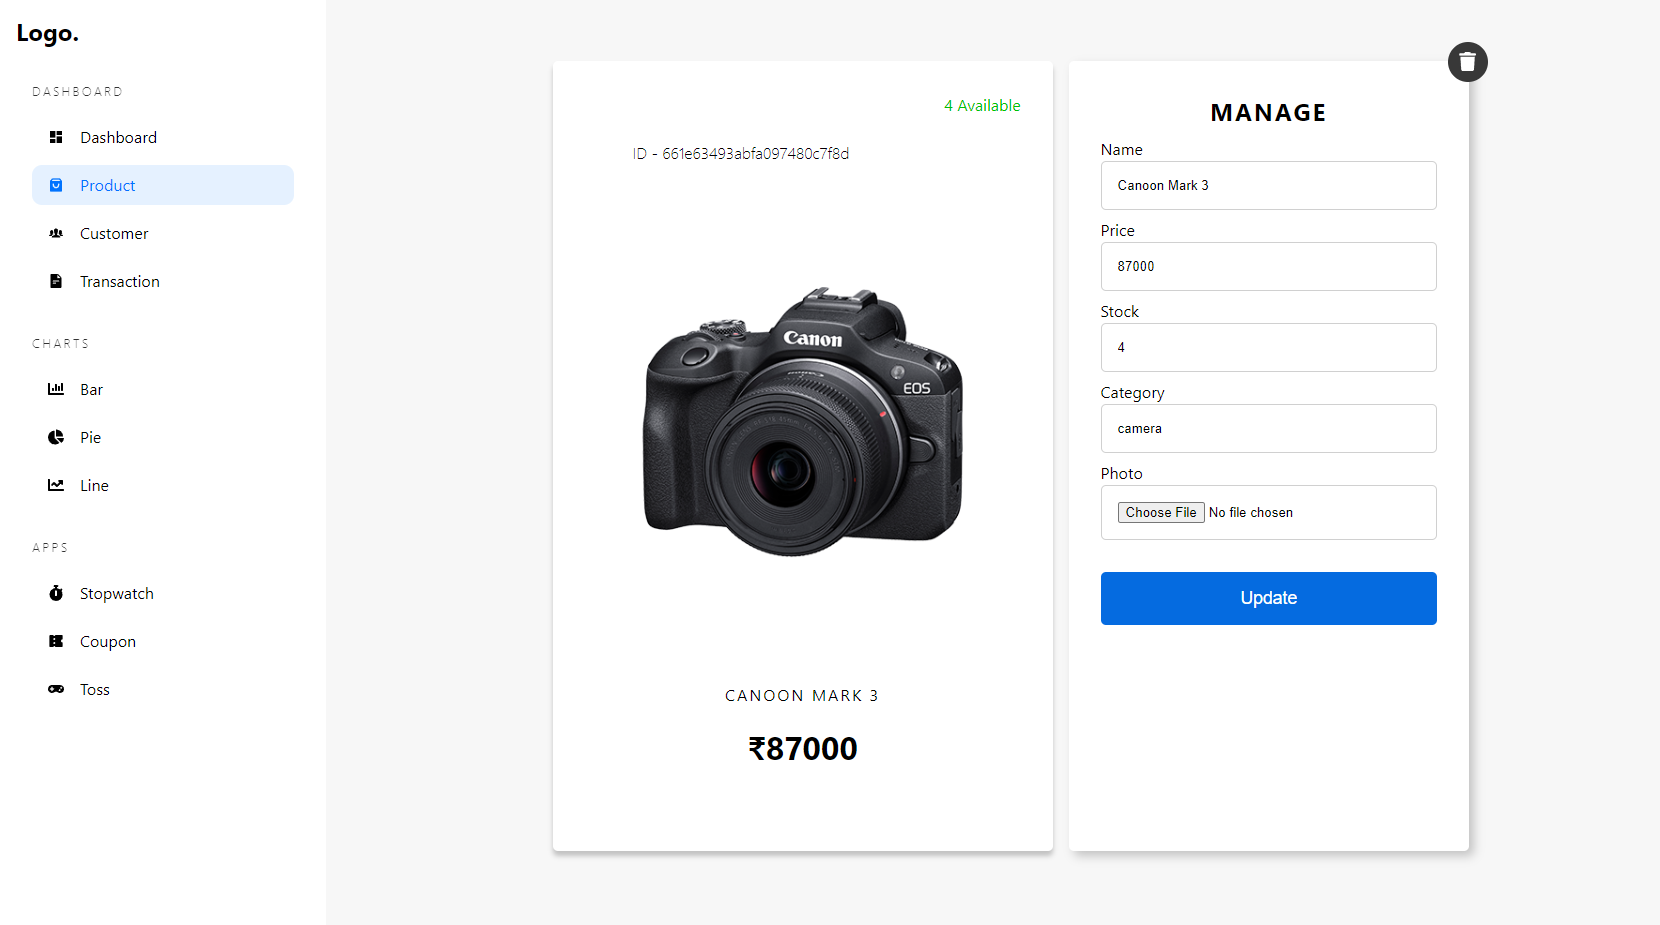 Logo.
DASHBOARD
Dashboard
Product
Customer
Transaction
CHARTS
Bar
Pie
Line
APPS
Stopwatch
Coupon
Toss
4 Available
ID - 661e63493abfa097480c7f8d
Canon
EOS
CANOON MARK 3
₹87000
MANAGE
Name
Canoon Mark 3
Price
87000
Stock
4
Category
camera
Photo
Choose File No file chosen
Update